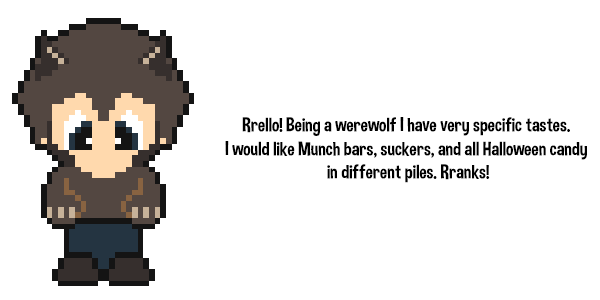 Rrello! Being a werewolf I have very specific tastes.
I would like Munch bars, suckers, and all Halloween candy
in different piles. Rranks!